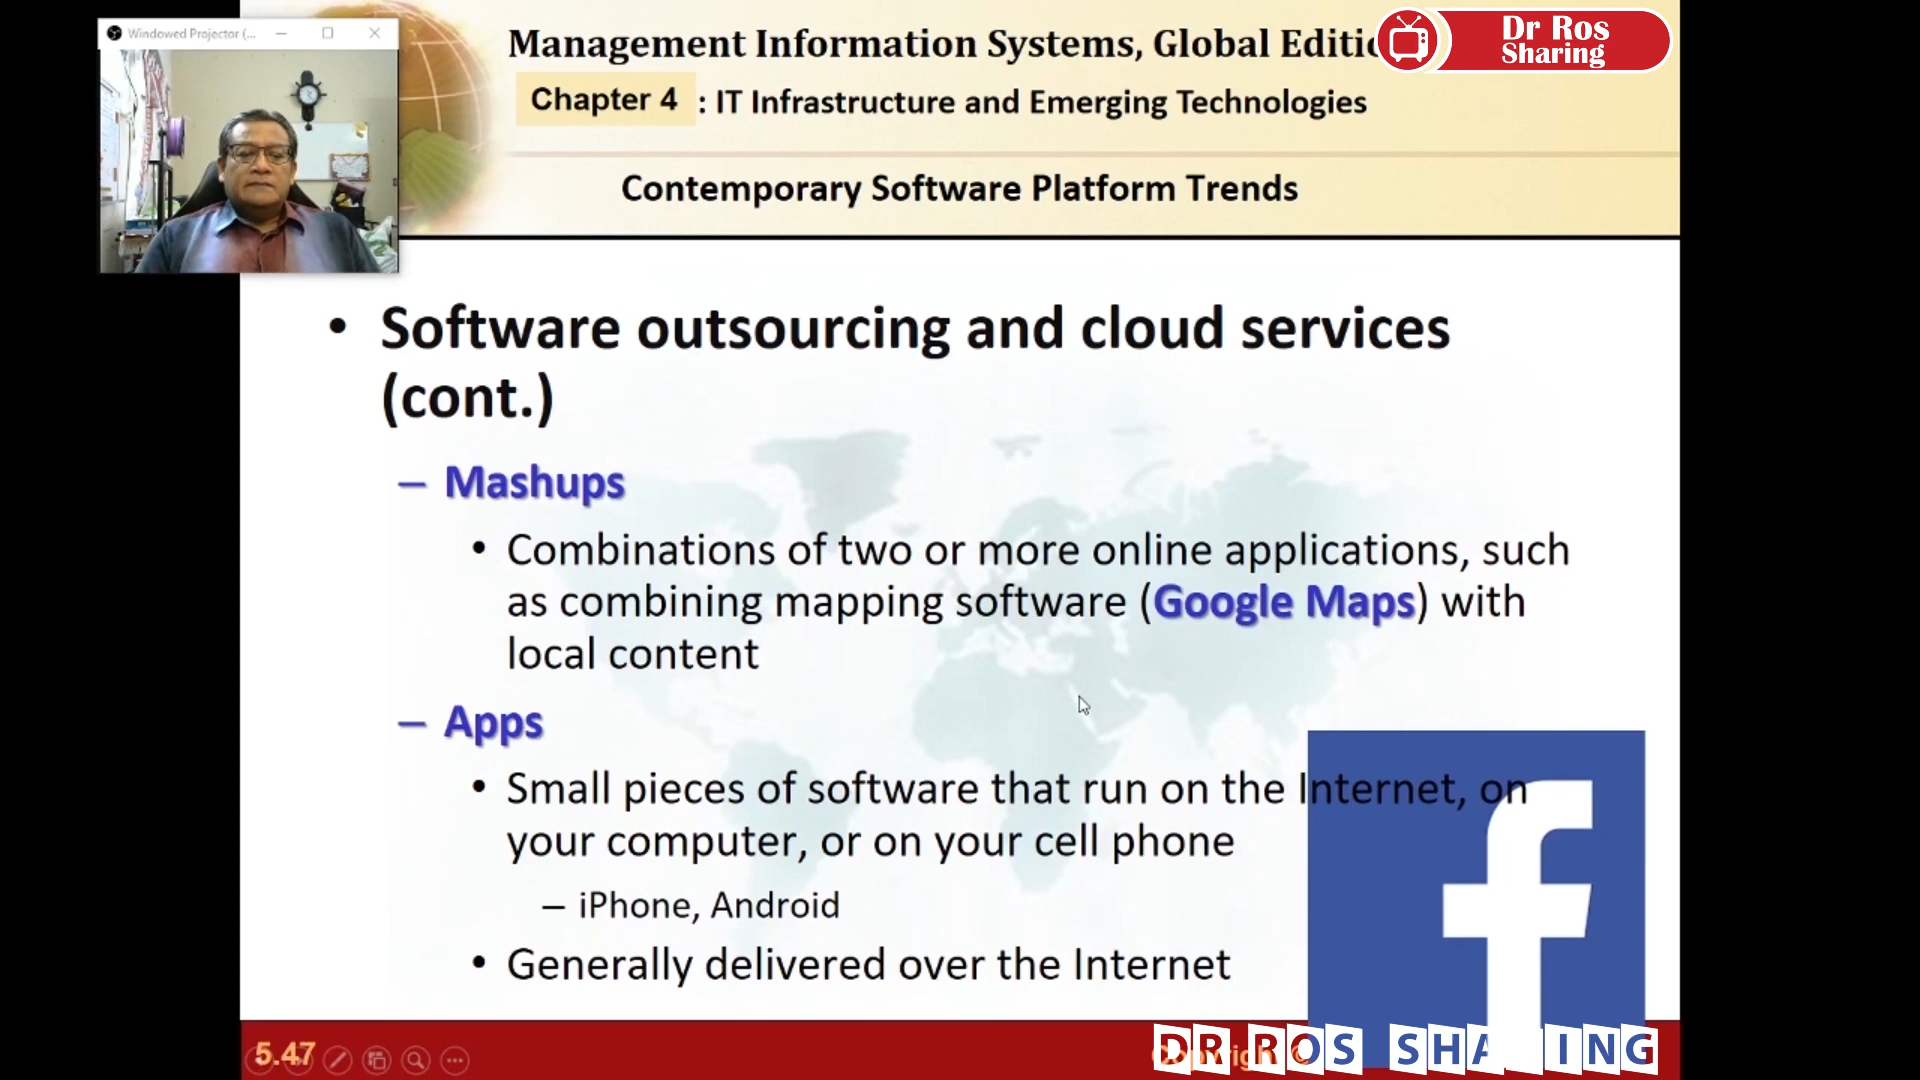 Windowed Projector (...
Management Information Systems, Global Editio
Dr Ros
Sharing
Chapter 4 : IT Infrastructure and Emerging Technologies
Contemporary Software Platform Trends
• Software outsourcing and cloud services
(cont.)
– Mashups
• Combinations of two or more online applications, such
as combining mapping software (Google Maps) with
local content
– Apps
• Small pieces of software that run on the Internet, on
your computer, or on your cell phone
– iPhone, Android
• Generally delivered over the Internet
5.47
Copyright ©
DR ROS SHARING